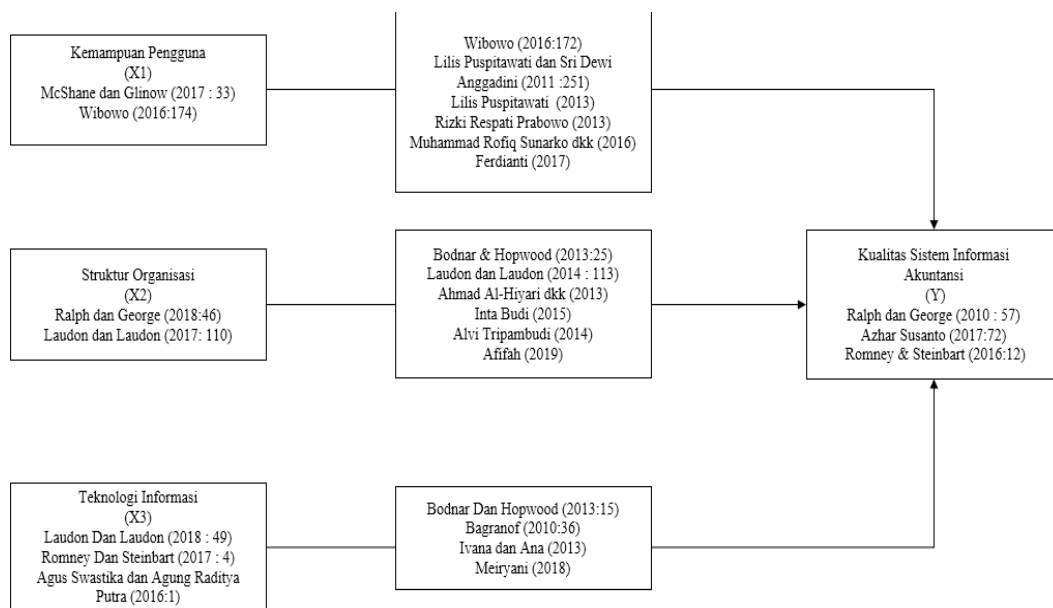 Kemampuan Pengguna
(X1)
McShane dan Glinow (2017 : 33)
Wibowo (2016:174)
Wibowo (2016:172)
Lilis Puspitawati dan Sri Dewi
Anggadini (2011 :251)
Lilis Puspitawati (2013)
Rizki Respati Prabowo (2013)
Muhammad Rofiq Sunarko dkk (2016)
Ferdianti (2017)
Struktur Organisasi
(X2)
Ralph dan George (2018:46)
Laudon dan Laudon (2017: 110)
Bodnar & Hopwood (2013:25)
Laudon dan Laudon (2014 : 113)
Ahmad Al-Hiyari dkk (2013)
Inta Budi (2015)
Alvi Tripambudi (2014)
Afifah (2019)
Kualitas Sistem Informasi
Akuntansi
(Y)
Ralph dan George (2010 : 57)
Azhar Susanto (2017:72)
Romney & Steinbart (2016:12)
Teknologi Informasi
(X3)
Laudon Dan Laudon (2018 : 49)
Romney Dan Steinbart (2017 : 4)
Agus Swastika dan Agung Raditya
Putra (2016:1)
Bodnar Dan Hopwood (2013:15)
Bagranof (2010:36)
Ivana dan Ana (2013)
Meiryani (2018)